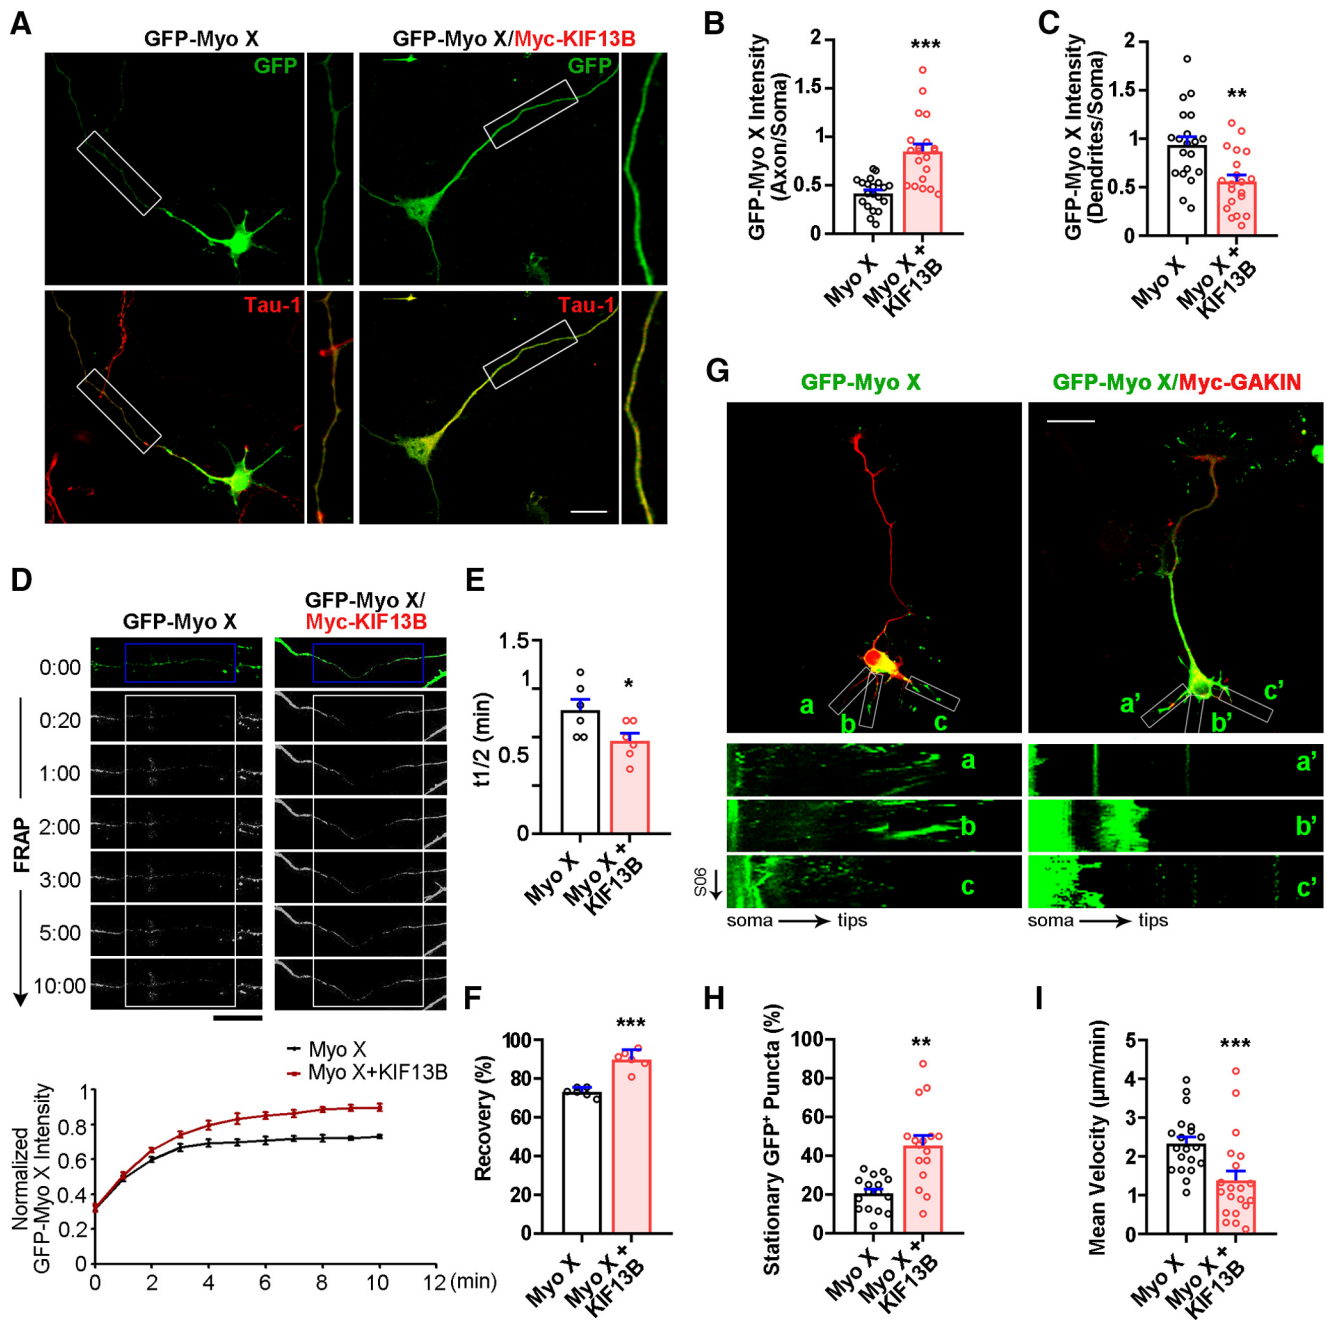 A
GFP-Myo X
GFP-Myo X/Myc-KIF13B
GFP
GFP
Tau-1
Tau-1
B
GFP-Myo X Intensity
(Axon/Soma)
2
1.5
1
0.5
0
***
Myo X
Myo X +
KIF13B
C
GFP-Myo X Intensity
(Dendrites/Soma)
2
1.5
1
0.5
0
**
Myo X
Myo X +
KIF13B
D
GFP-Myo X
GFP-Myo X/
Myc-KIF13B
0:00
0:20
1:00
2:00
3:00
5:00
10:00
FRAP
Myo X
Myo X+KIF13B
Normalized
GFP-Myo X Intensity
1
0.8
0.6
0.4
0.2
0
0 2 4 6 8 10 12 (min)
E
t1/2 (min)
1.5
1
0.5
0
*
Myo X
Myo X +
KIF13B
F
Recovery (%)
100
80
60
40
20
0
***
Myo X
Myo X +
KIF13B
G
GFP-Myo X
GFP-Myo X/Myc-GAKIN
a
b
c
a’
b’
c’
a
b
c
a’
b’
c’
90S
soma
tips
soma
tips
H
Stationary GFP⁺ Puncta (%)
100
80
60
40
20
0
**
Myo X
Myo X +
KIF13B
I
Mean Velocity (μm/min)
5
4
3
2
1
0
***
Myo X
Myo X +
KIF13B